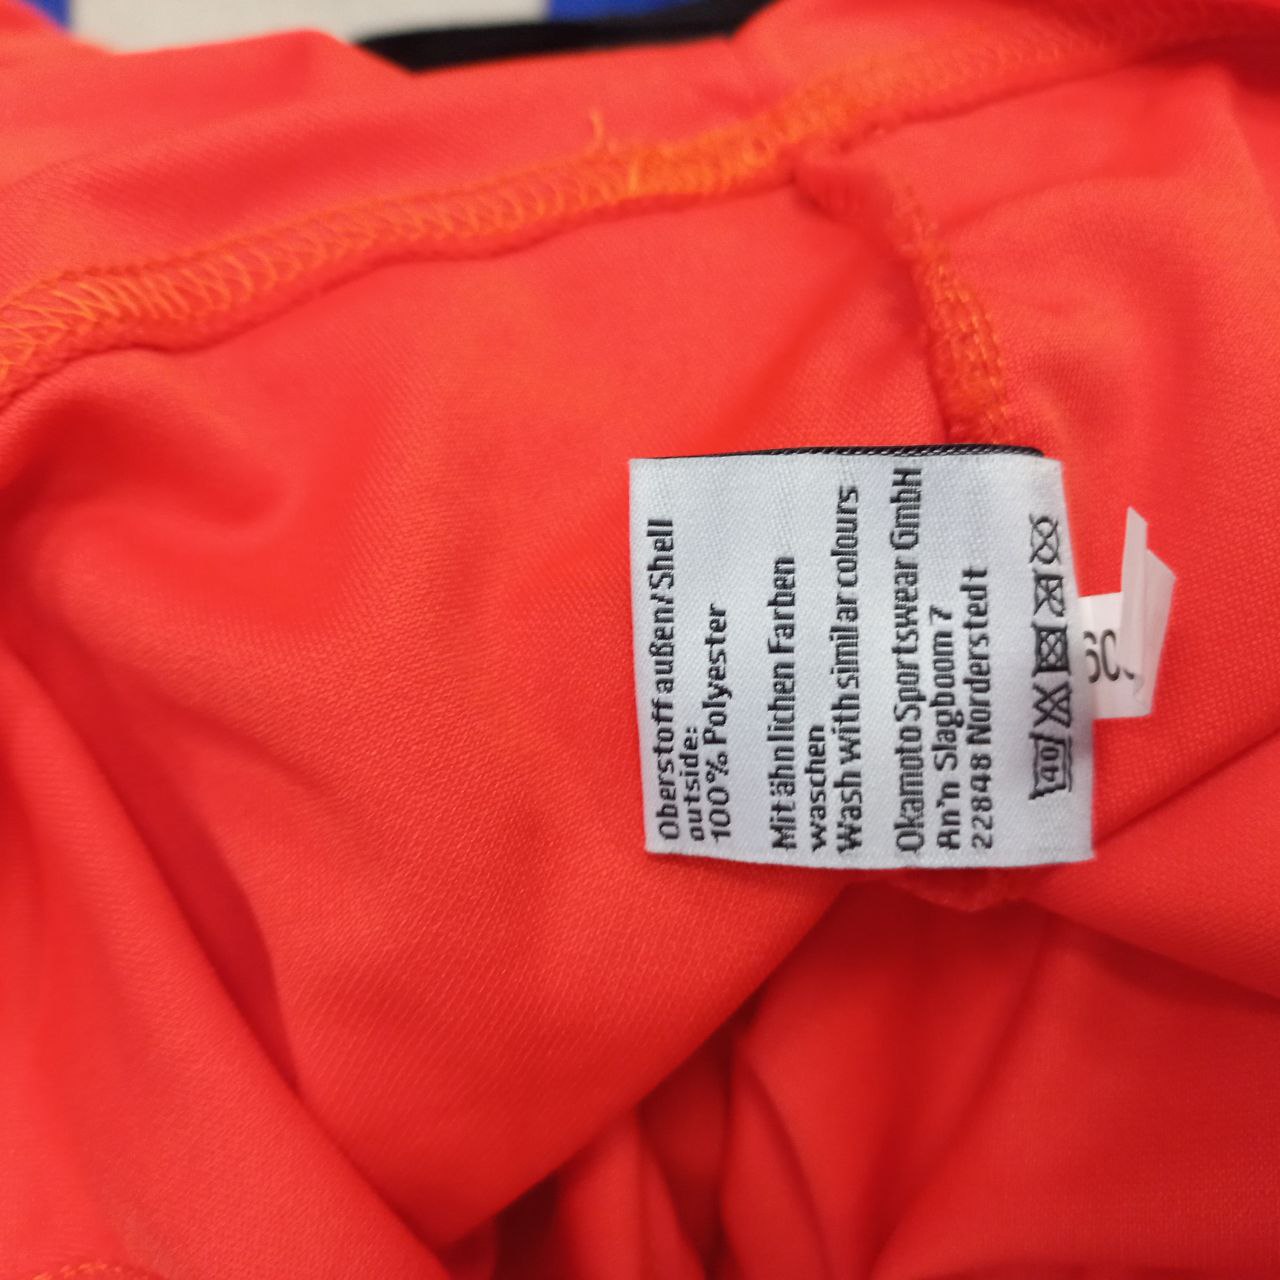 Oberstoff außen/Shell
outside:
100% Polyester
Mit ähnlichen Farben
waschen
Wash with similar colours
Okamoto Sportswear GmbH
An'n Slagboom 7
22848 Norderstedt
40